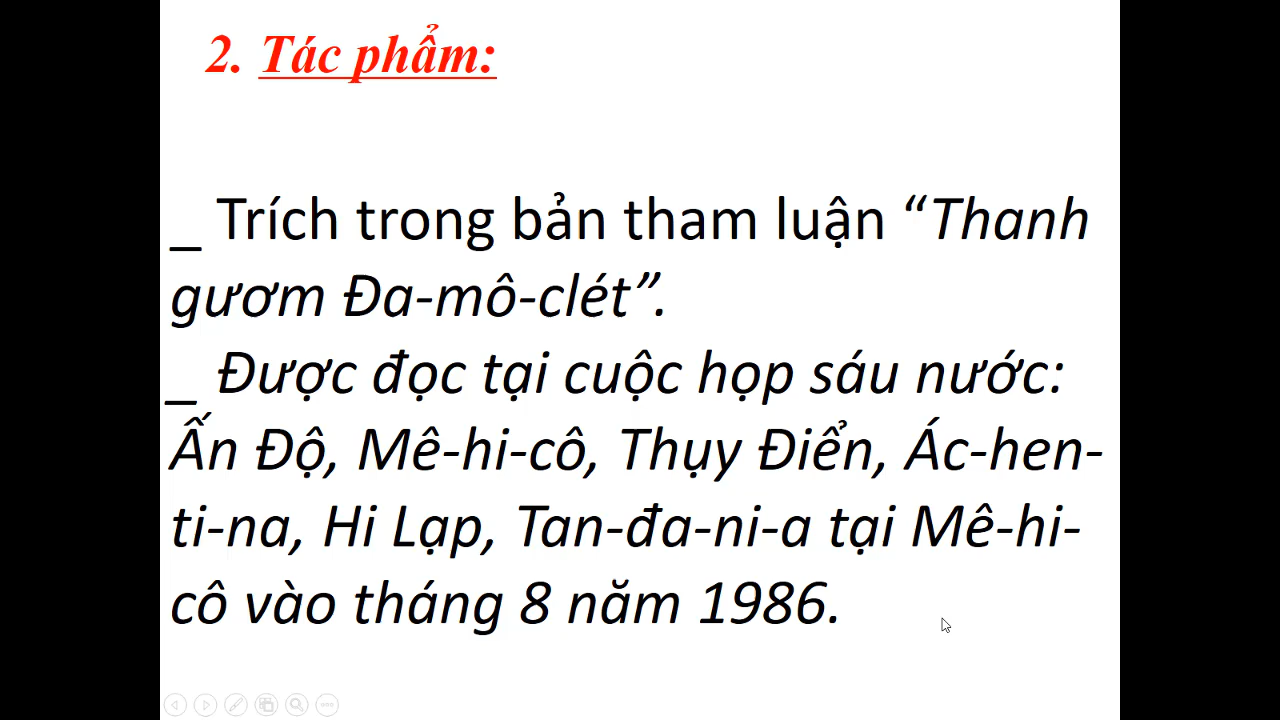 2. Tác phẩm:
_ Trích trong bản tham luận “Thanh
gươm Đa-mô-clét”.
_ Được đọc tại cuộc họp sáu nước:
Ấn Độ, Mê-hi-cô, Thụy Điển, Ác-hen-
ti-na, Hi Lạp, Tan-đa-ni-a tại Mê-hi-
cô vào tháng 8 năm 1986.